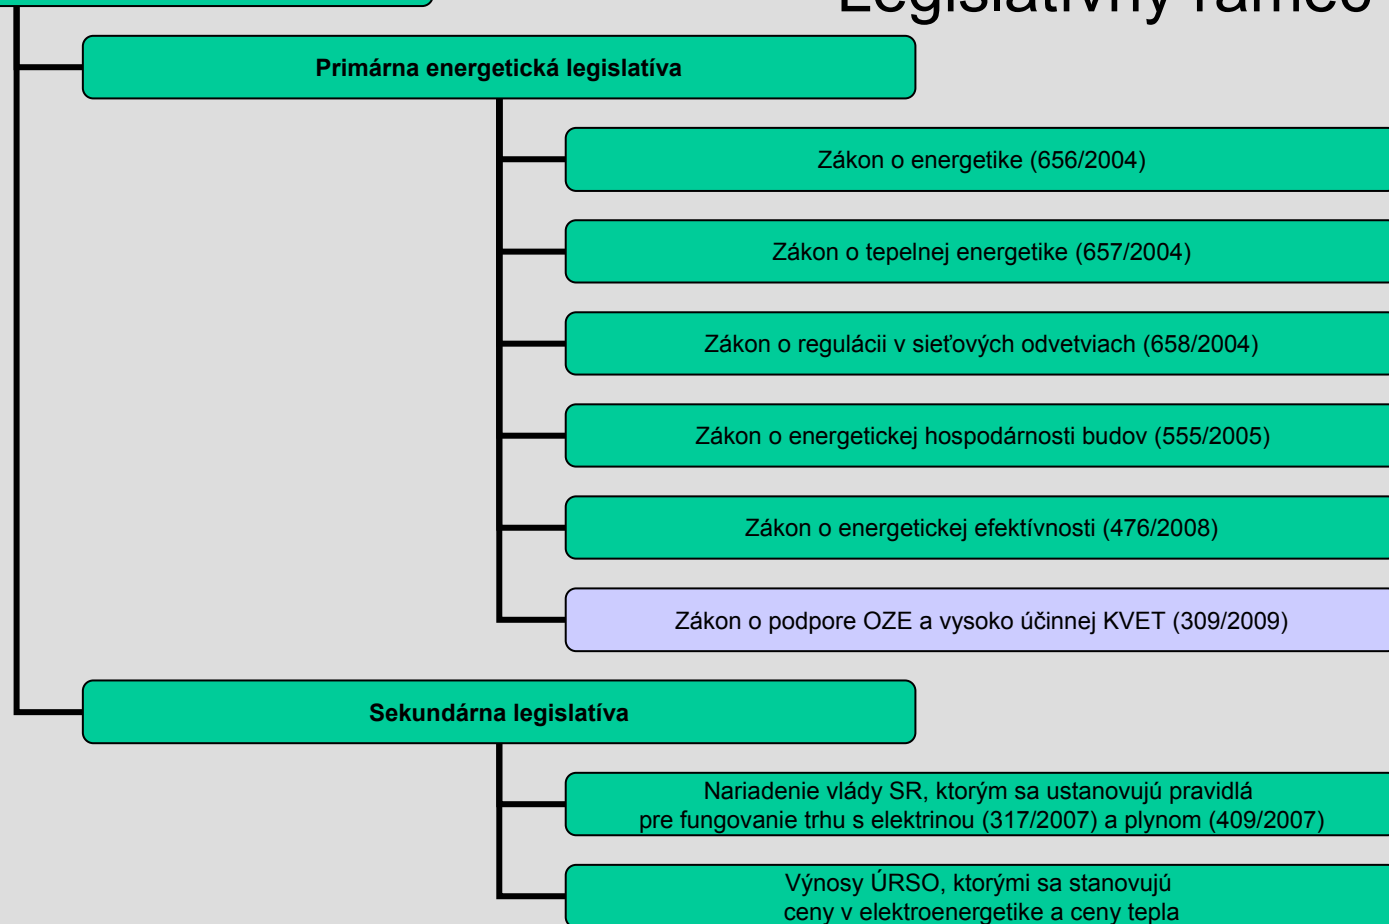 Legislatívny rámec
Primárna energetická legislatíva
Zákon o energetike (656/2004)
Zákon o tepelnej energetike (657/2004)
Zákon o regulácii v sieťových odvetviach (658/2004)
Zákon o energetickej hospodárnosti budov (555/2005)
Zákon o energetickej efektívnosti (476/2008)
Zákon o podpore OZE a vysoko účinnej KVET (309/2009)
Sekundárna legislatíva
Nariadenie vlády SR, ktorým sa ustanovujú pravidlá
pre fungovanie trhu s elektrinou (317/2007) a plynom (409/2007)
Výnosy ÚRSO, ktorými sa stanovujú
ceny v elektroenergetike a ceny tepla